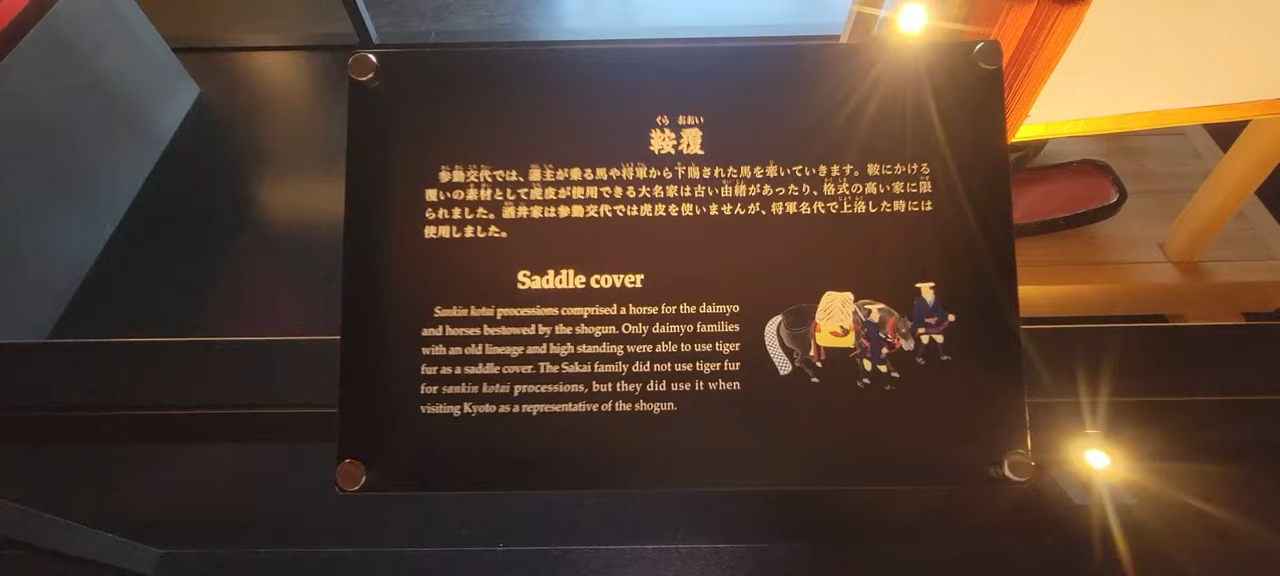 くら おおい
鞍覆
参勤交代では、藩主が乗る馬や将軍から下賜された馬を牽いていきます。鞍にかける
覆いの素材として虎皮が使用できる大名家は古い由緒があったり、格式の高い家に限
られました。酒井家は参勤交代では虎皮を使いませんが、将軍名代で上洛した時には
使用しました。
Saddle cover
Sankin kotai processions comprised a horse for the daimyo
and horses bestowed by the shogun. Only daimyo families
with an old lineage and high standing were able to use tiger
fur as a saddle cover. The Sakai family did not use tiger fur
for sankin kotai processions, but they did use it when
visiting Kyoto as a representative of the shogun.